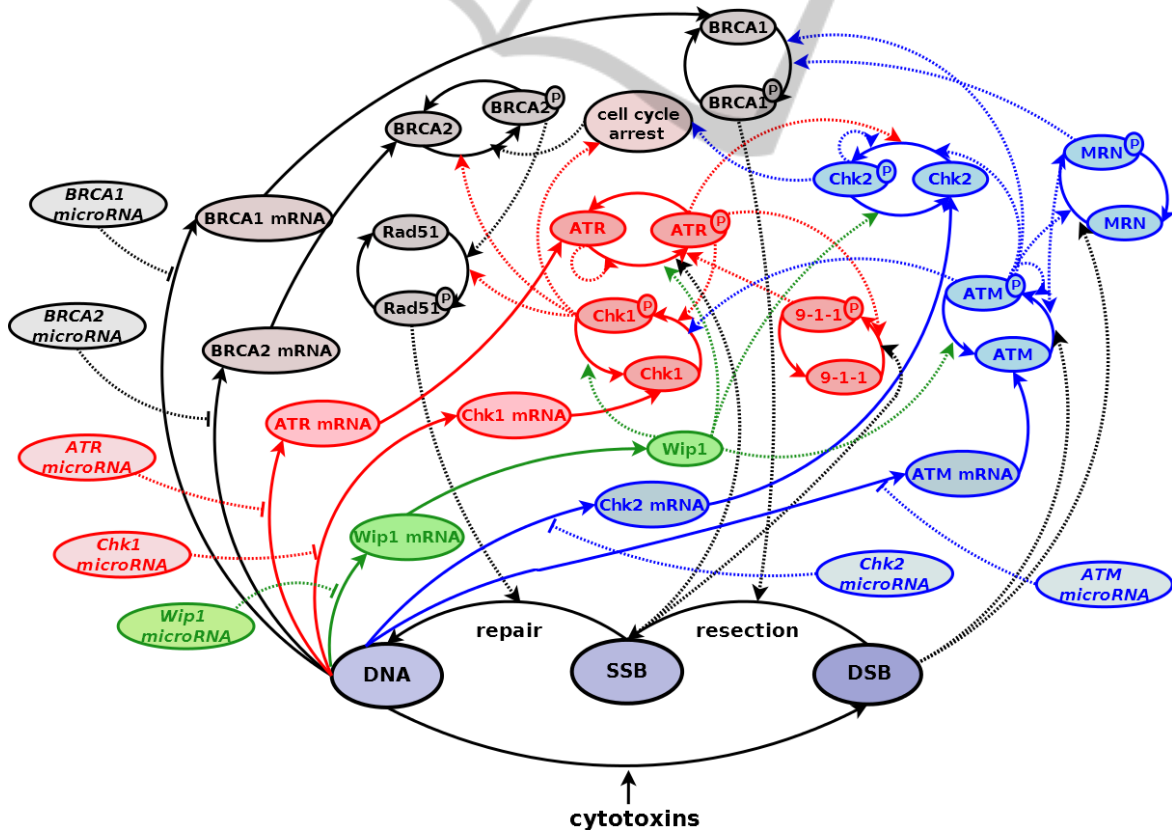 BRCA1
P
BRCA1
P
BRCA2
BRCA2
cell cycle
arrest
P
MRN
MRN
P
Chk2
Chk2
BRCA1
microRNA
BRCA1 mRNA
Rad51
P
Rad51
ATR
P
ATR
P
ATM
ATM
BRCA2
microRNA
BRCA2 mRNA
P
Chk1
Chk1
P
9-1-1
9-1-1
ATR mRNA
Chk1 mRNA
Wip1
ATR
microRNA
ATM mRNA
Chk2 mRNA
Chk1
microRNA
Wip1 mRNA
Chk2
microRNA
ATM
microRNA
Wip1
microRNA
repair
resection
DNA
SSB
DSB
cytotoxins